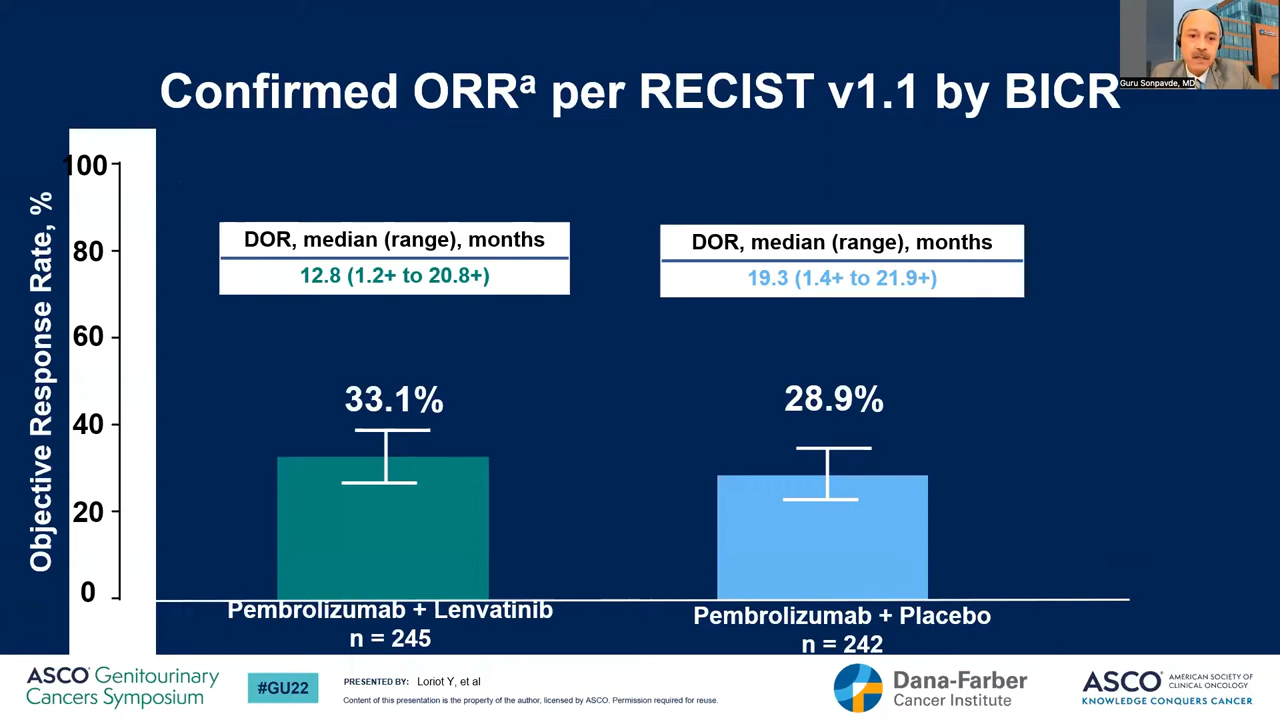 Guru Sonpavde, MD
Confirmed ORRa per RECIST v1.1 by BICR
Objective Response Rate, %
100
80
60
40
20
0
DOR, median (range), months
12.8 (1.2+ to 20.8+)
DOR, median (range), months
19.3 (1.4+ to 21.9+)
33.1%
28.9%
Pembrolizumab + Lenvatinib
n = 245
Pembrolizumab + Placebo
n = 242
ASCO Genitourinary
Cancers Symposium
#GU22
PRESENTED BY: Loriot Y, et al
Content of this presentation is the property of the author, licensed by ASCO. Permission required for reuse.
Dana-Farber
Cancer Institute
ASCO AMERICAN SOCIETY OF
CLINICAL ONCOLOGY
KNOWLEDGE CONQUERS CANCER